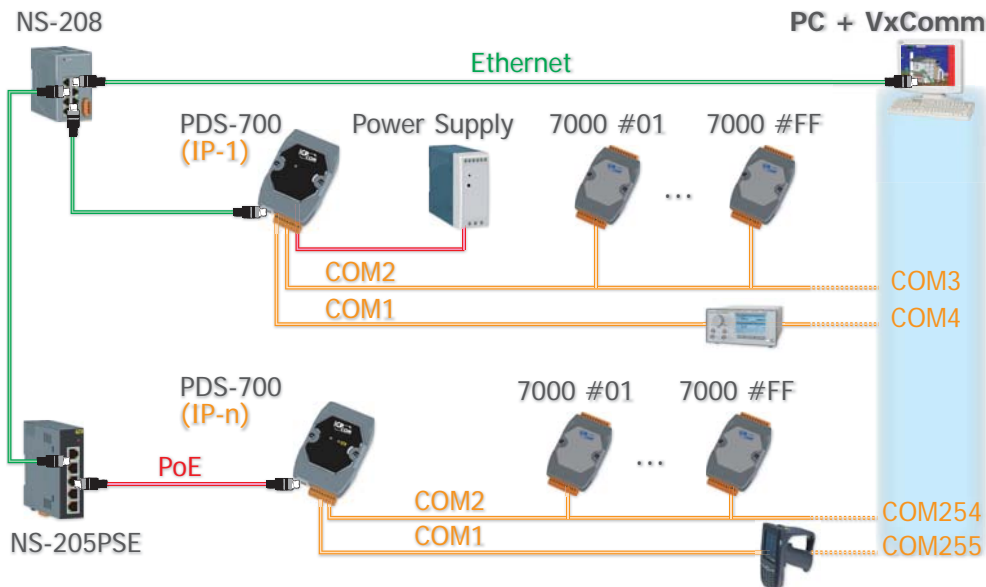 NS-208
PC + VxComm
Ethernet
PDS-700
(IP-1)
Power Supply
7000 #01
7000 #FF
...
COM2
COM3
COM1
COM4
PDS-700
(IP-n)
7000 #01
7000 #FF
...
PoE
COM2
COM254
COM1
COM255
NS-205PSE